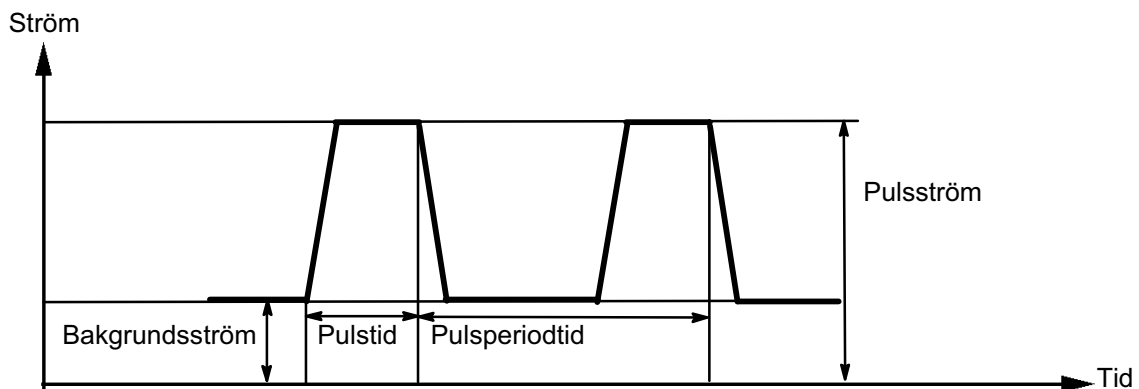 Ström
Pulsström
Bakgrundsström
Pulstid
Pulsperiodtid
Tid